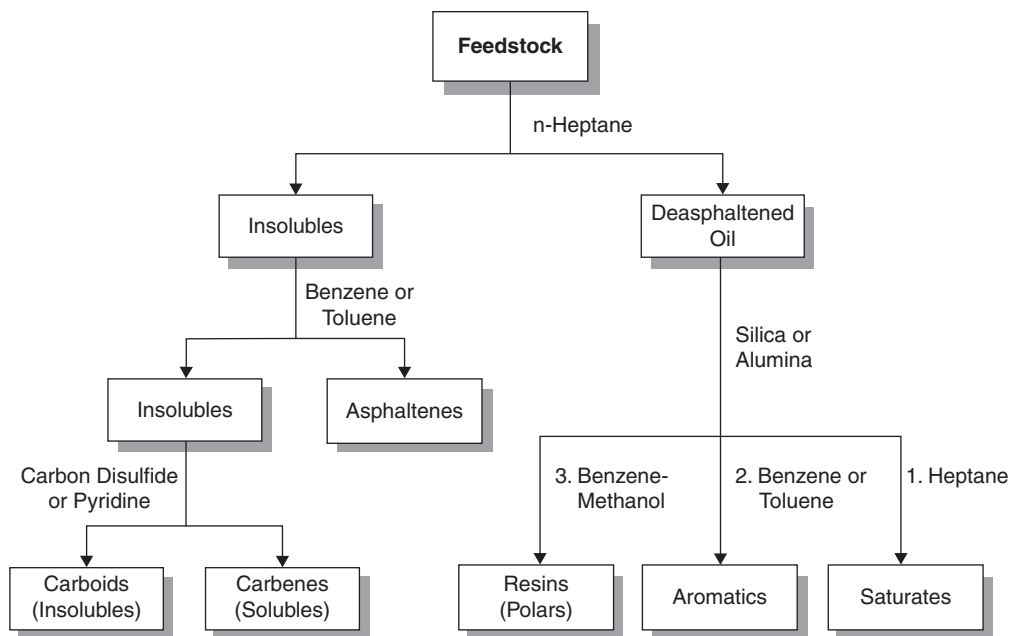 Feedstock
n-Heptane
Insolubles
Deasphaltened
Oil
Benzene or
Toluene
Silica or
Alumina
Insolubles
Asphaltenes
Carbon Disulfide
or Pyridine
3. Benzene-
Methanol
2. Benzene or
Toluene
1. Heptane
Carboids
(Insolubles)
Carbenes
(Solubles)
Resins
(Polars)
Aromatics
Saturates